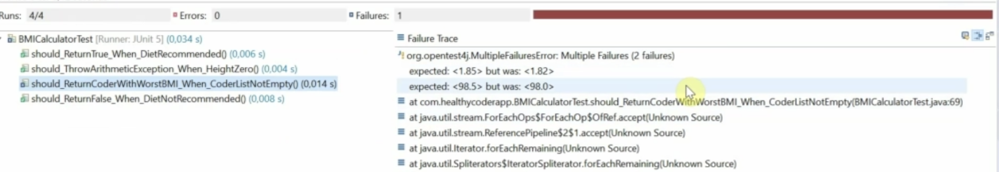 Runs: 4/4 Errors: 0 Failures: 1
BMICalculatorTest [Runner: JUnit 5] (0,034 s)
should_ReturnTrue_When_DietRecommended() (0,006 s)
should_ThrowArithmeticException_When_HeightZero() (0,004 s)
should_ReturnCoderWithWorstBMI_When_CoderListNotEmpty() (0,014 s)
should_ReturnFalse_When_DietNotRecommended() (0,008 s)
Failure Trace
org.opentest4j.MultipleFailuresError: Multiple Failures (2 failures)
expected: <1.85> but was: <1.82>
expected: <98.5> but was: <98.0>
at com.healthycoderapp.BMICalculatorTest.should_ReturnCoderWithWorstBMI_When_CoderListNotEmpty(BMICalculatorTest.java:69)
at java.util.stream.ForEachOps$ForEachOp$OfRef.accept(Unknown Source)
at java.util.stream.ReferencePipeline$2$1.accept(Unknown Source)
at java.util.Iterator.forEachRemaining(Unknown Source)
at java.util.Spliterators$IteratorSpliterator.forEachRemaining(Unknown Source)